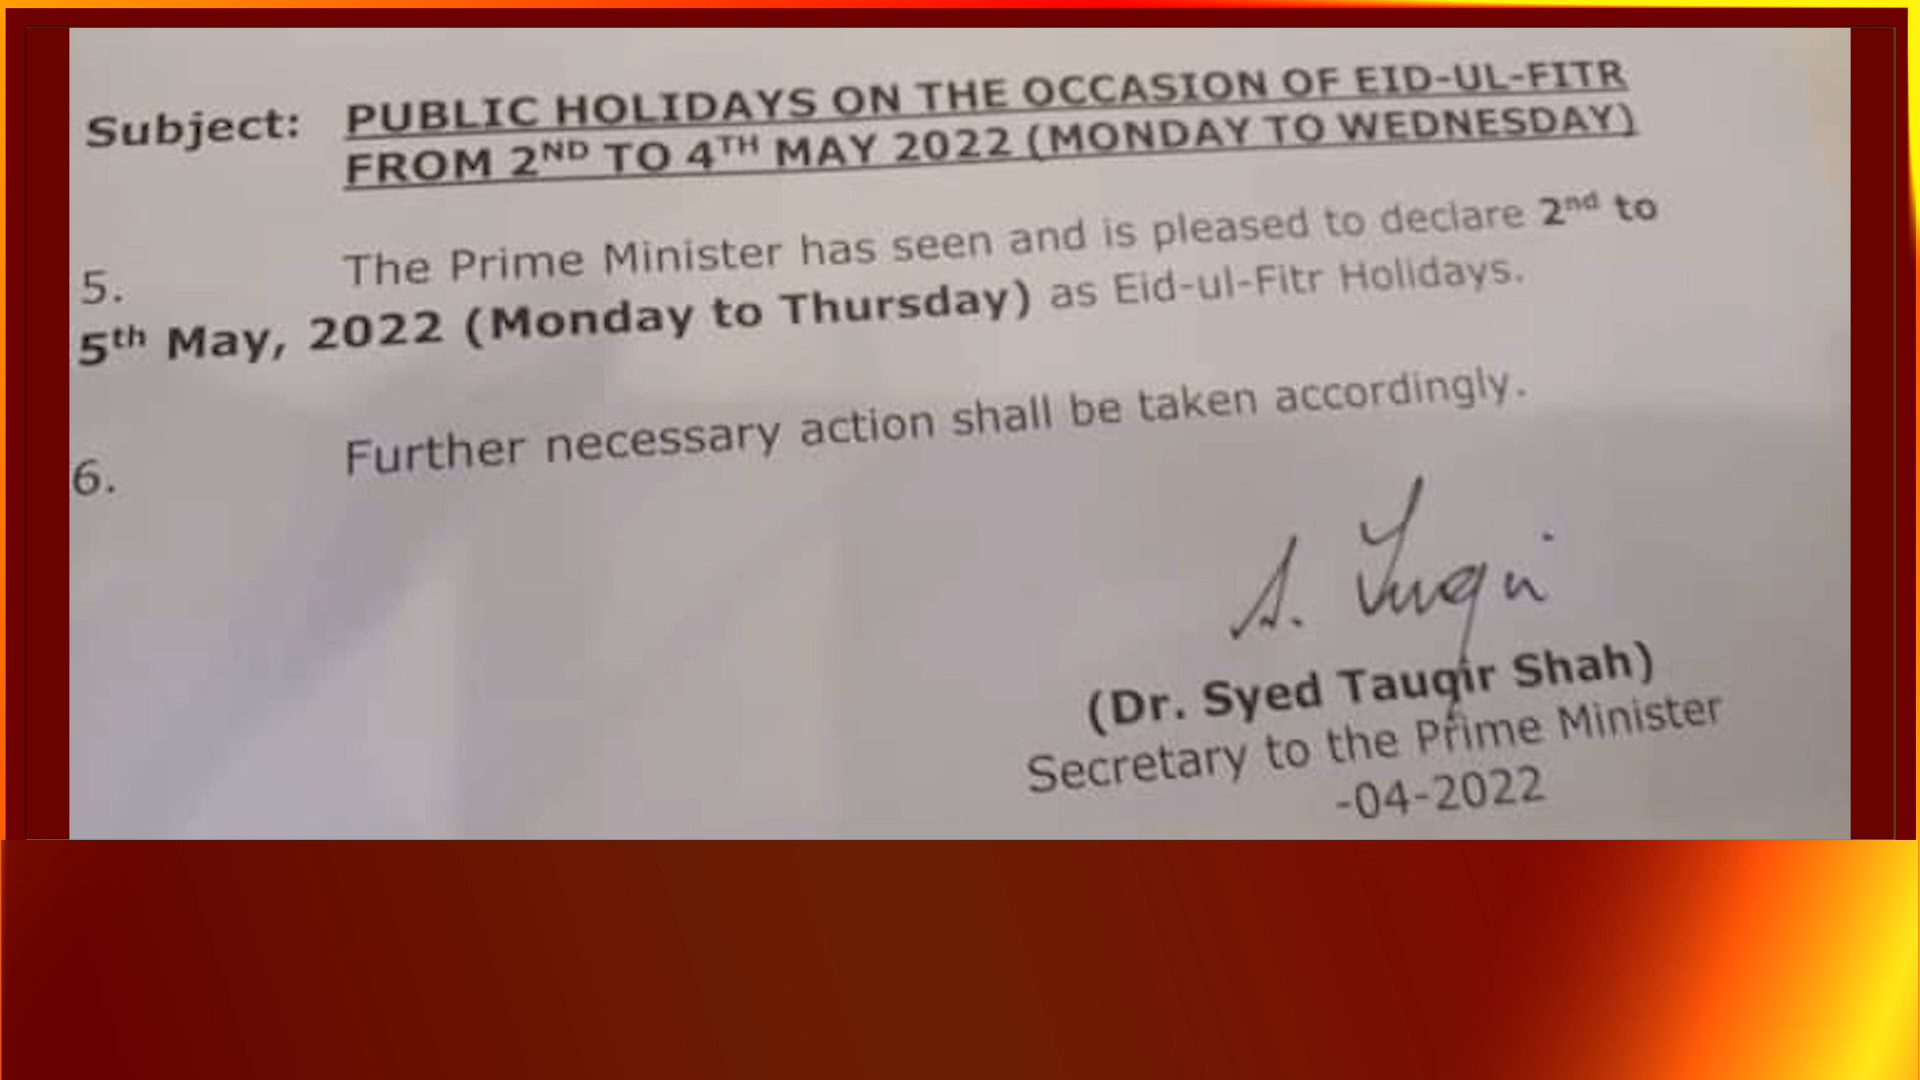 Subject: PUBLIC HOLIDAYS ON THE OCCASION OF EID-UL-FITR
FROM 2ND TO 4TH MAY 2022 (MONDAY TO WEDNESDAY)
5. The Prime Minister has seen and is pleased to declare 2nd to
5th May, 2022 (Monday to Thursday) as Eid-ul-Fitr Holidays.
6. Further necessary action shall be taken accordingly.
S. Tuqir
(Dr. Syed Tauqir Shah)
Secretary to the Prime Minister
-04-2022